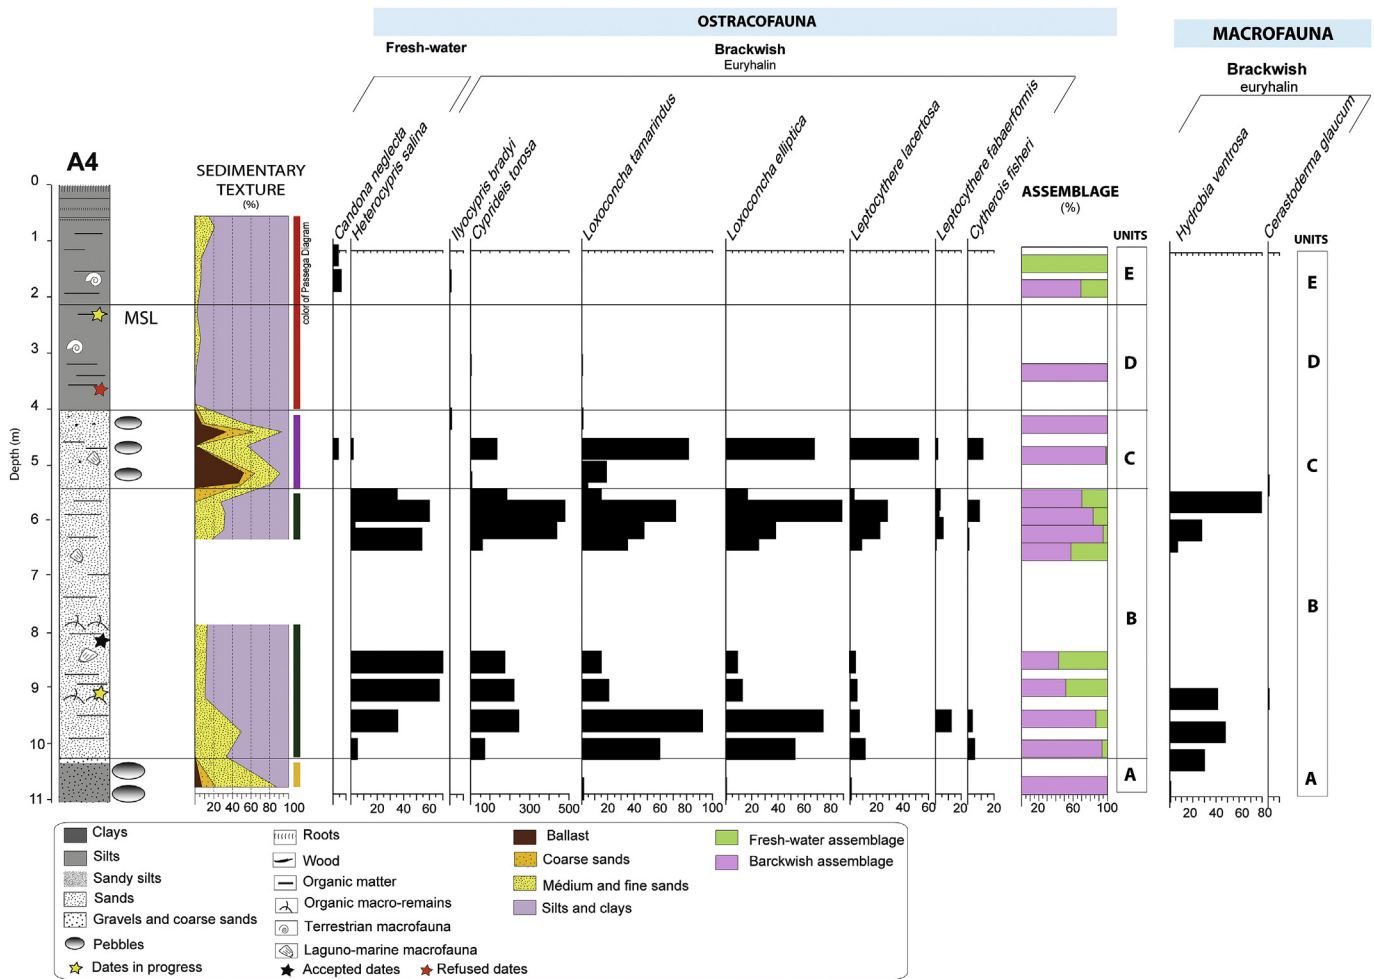 OSTRACOFAUNA
MACROFAUNA
Fresh-water
Brackwish
Euryhalin
Brackwish
euryhalin
Candona neglecta
Heterocypris salina
Ilyocypris bradyi
Cyprideis torosa
Loxoconcha tamarindus
Loxoconcha elliptica
Leptocythere lacertosa
Leptocythere fabaeformis
Cytherois fisheri
Hydrobia ventrosa
Cerastoderma glaucum
A4
SEDIMENTARY
TEXTURE
(%)
color of Passega Diagram
ASSEMBLAGE
(%)
UNITS
UNITS
Depth (m)
0
1
2
3
4
5
6
7
8
9
10
11
MSL
E
D
C
B
A
E
D
C
B
A
20 40 60 80 100
20 40 60
100 300 500
20 40 60 80 100
20 40 60 80
20 40 60
20
20
20 60 100
20 40 60 80
Clays
Silts
Sandy silts
Sands
Gravels and coarse sands
Pebbles
Dates in progress
Roots
Wood
Organic matter
Organic macro-remains
Terrestrian macrofauna
Laguno-marine macrofauna
Accepted dates
Refused dates
Ballast
Coarse sands
Médium and fine sands
Silts and clays
Fresh-water assemblage
Barckwish assemblage